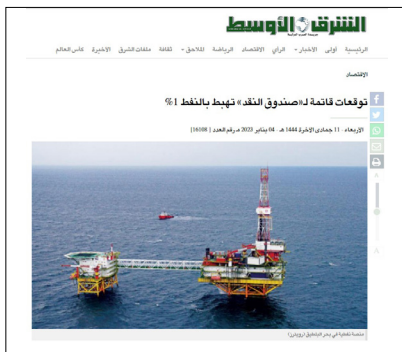 الشرق الأوسط
الرئيسية أولى الاخبار الرأي الاقتصاد الرياضة الملاحق ثقافة ملفات الشرق الأخيرة كأس العالم
الاقتصاد
توقعات قاتمة لـ«صندوق النقد» تهبط بالنفط 1%
الأربعاء - 11 جمادى الآخرة 1444 هـ - 04 يناير 2023 مـ رقم العدد [16108]
منصة نفطية في بحر البلطيق (رويترز)